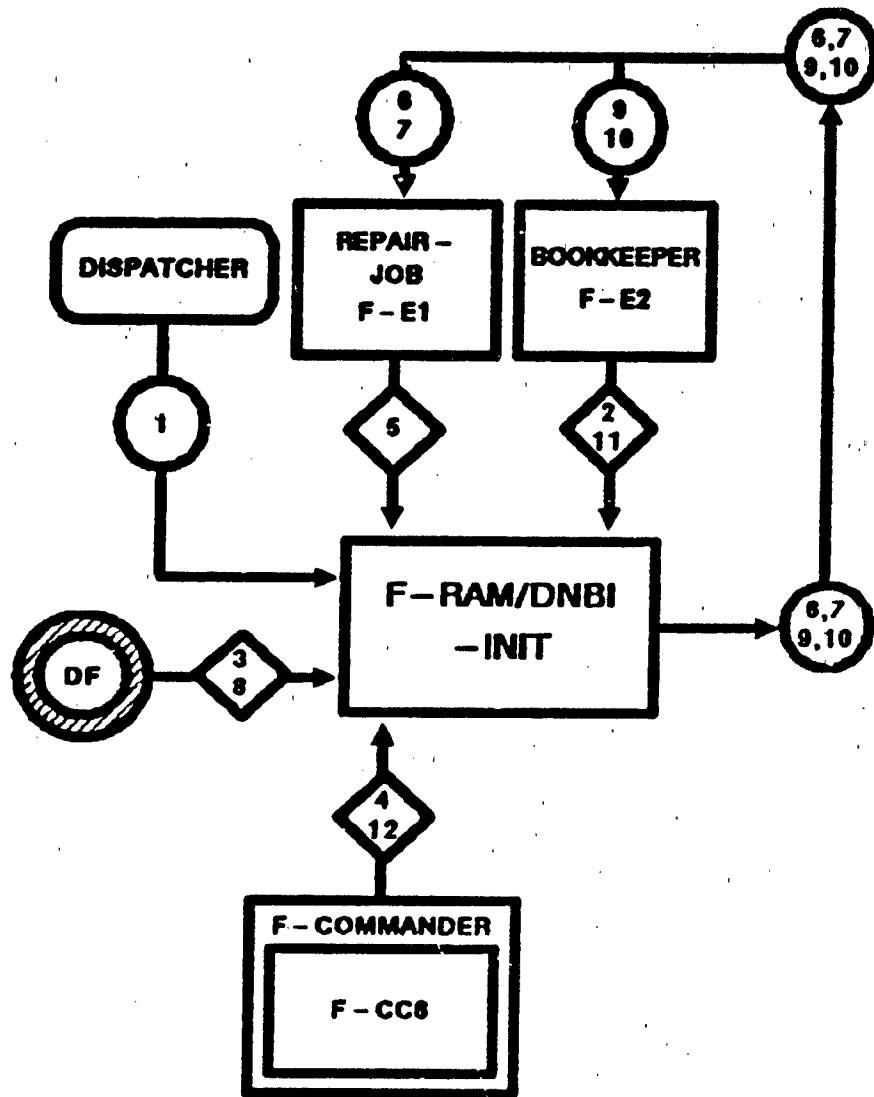 6,7
9,10
6
7
9
10
REPAIR-
JOB
F-E1
BOOKKEEPER
F-E2
DISPATCHER
1
5
2
11
F-RAM/DNBI
-INIT
6,7
9,10
DF
3
8
4
12
F-COMMANDER
F-CC6